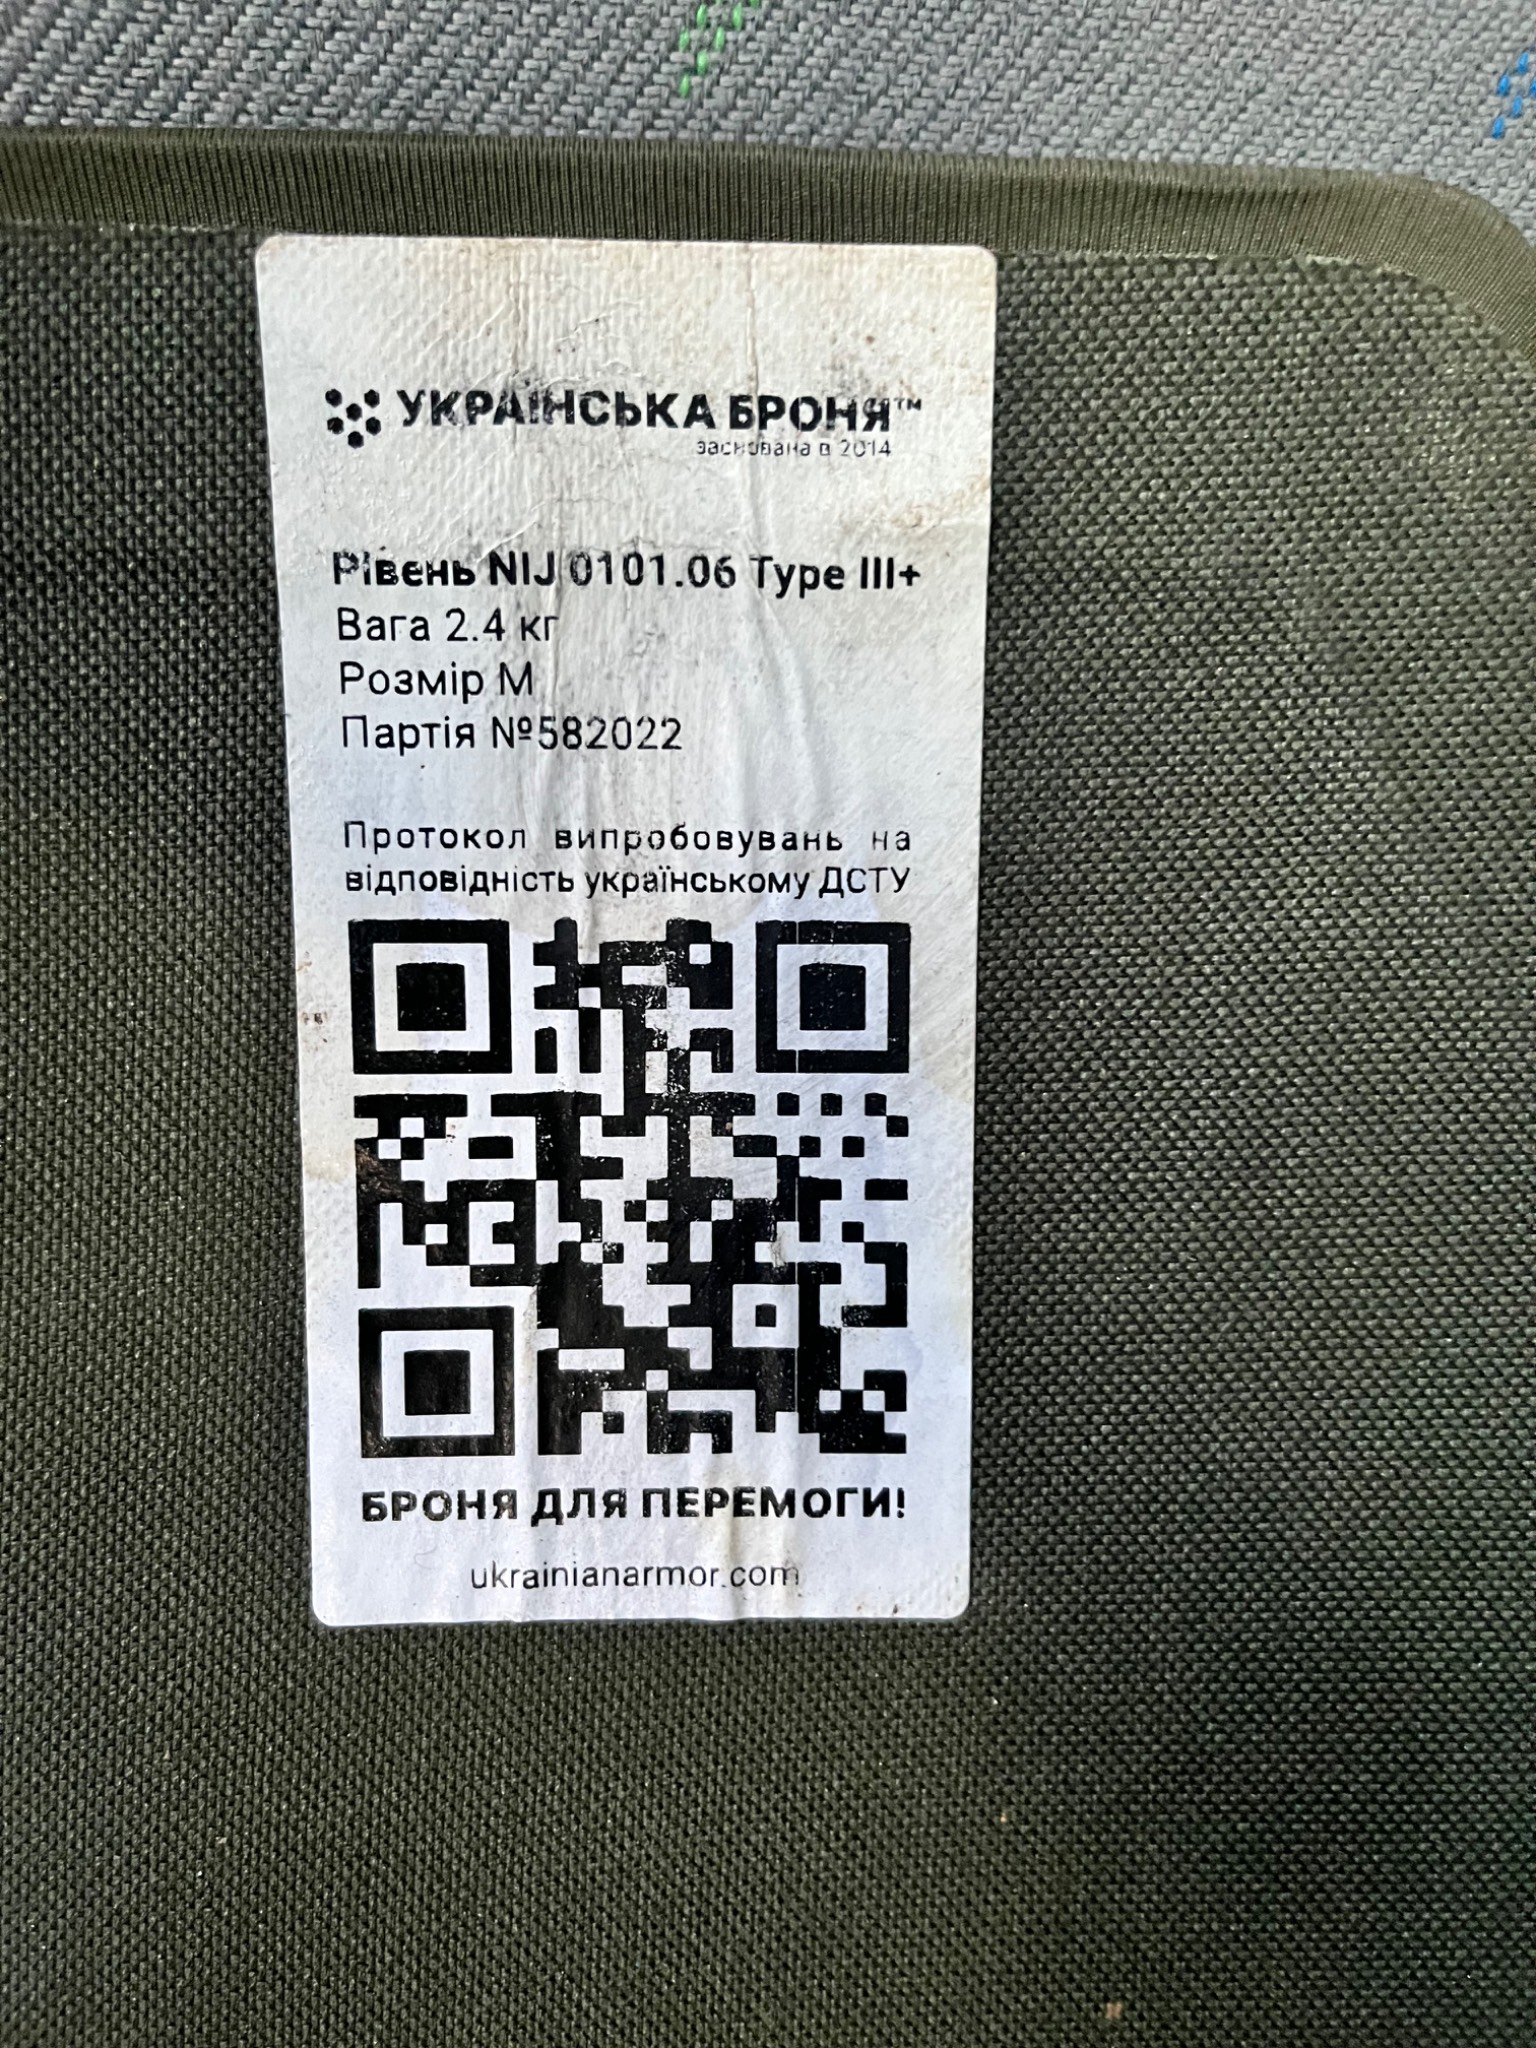 УКРАЇНСЬКА БРОНЯ™
заснована в 2014
Рівень NIJ 0101.06 Type III+
Вага 2.4 кг
Розмір М
Партія №582022
Протокол випробовувань на
відповідність українському ДСТУ
БРОНЯ ДЛЯ ПЕРЕМОГИ!
ukrainianarmor.com